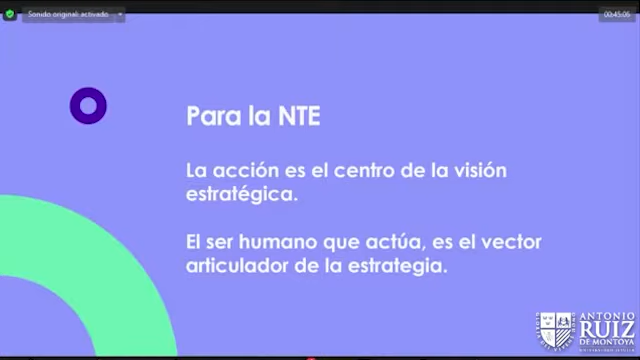 Sonido original: activado
00:45:06
Para la NTE
La acción es el centro de la visión
estratégica.
El ser humano que actúa, es el vector
articulador de la estrategia.
ANTONIO
RUIZ
DE MONTOYA